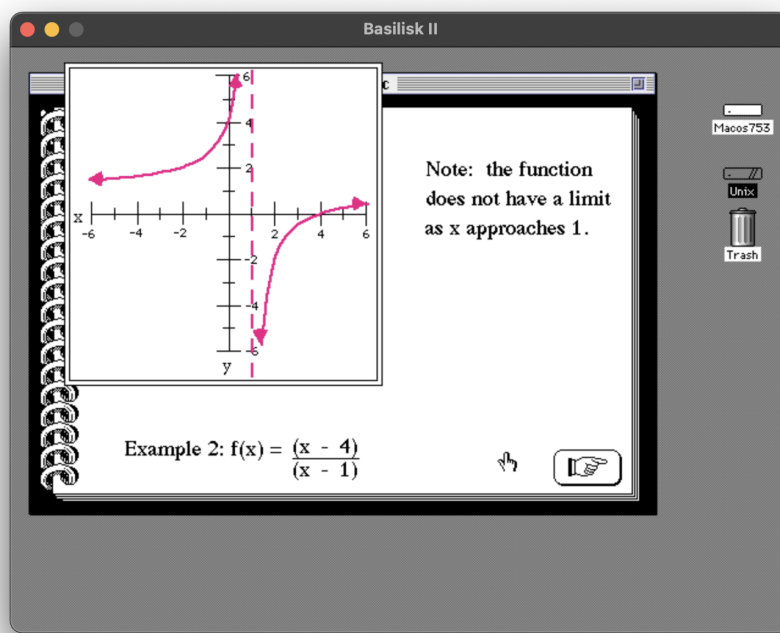 Basilisk II
c
6
4
2
x
-6 -4 -2 2 4 6
-2
-4
-6
y
Note: the function
does not have a limit
as x approaches 1.
Example 2: f(x) = (x - 4)
(x - 1)
Macos753
Unix
Trash